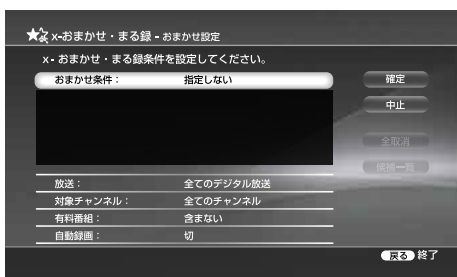 x-おまかせ・まる録 - おまかせ設定
x- おまかせ・まる録条件を設定してください。
おまかせ条件： 指定しない
確定
中止
全取消
候補一覧
放送： 全てのデジタル放送
対象チャンネル： 全てのチャンネル
有料番組： 含まない
自動録画： 切
戻る 終了